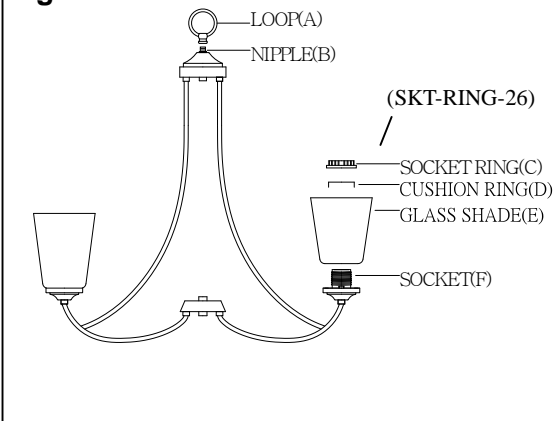 g
LOOP(A)
NIPPLE(B)
(SKT-RING-26)
SOCKET RING(C)
CUSHION RING(D)
GLASS SHADE(E)
SOCKET(F)